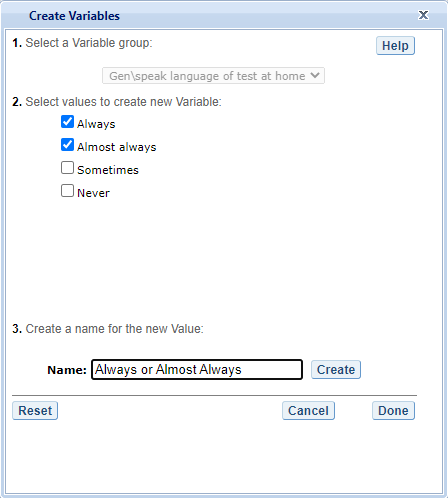 Create Variables X
1. Select a Variable group:
Help
Gen\speak language of test at home
2. Select values to create new Variable:
Always
Almost always
Sometimes
Never
3. Create a name for the new Value:
Name: Always or Almost Always Create
Reset Cancel Done